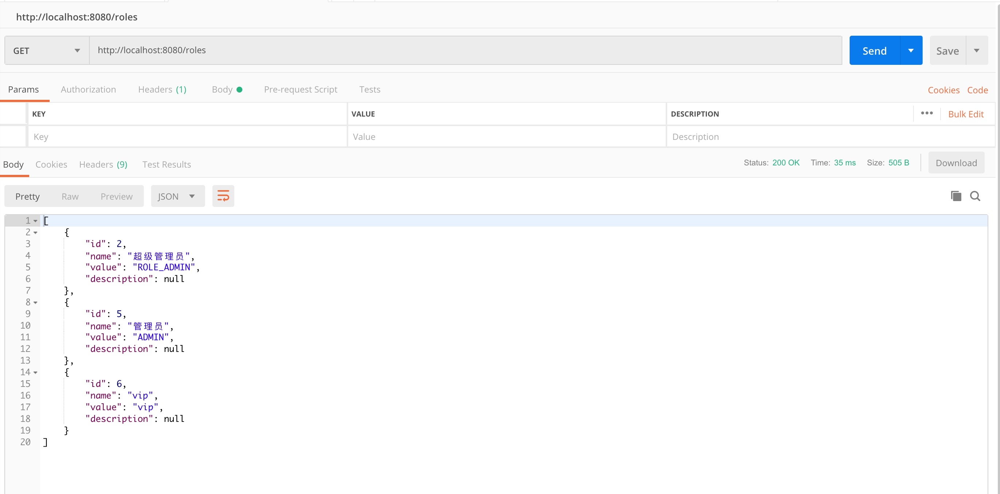 http://localhost:8080/roles
GET http://localhost:8080/roles Send Save
Params Authorization Headers (1) Body Pre-request Script Tests Cookies Code
KEY VALUE DESCRIPTION ••• Bulk Edit
Key Value Description
Body Cookies Headers (9) Test Results Status: 200 OK Time: 35 ms Size: 505 B Download
Pretty Raw Preview JSON
1 [
2 {
3 "id": 2,
4 "name": "超级管理员",
5 "value": "ROLE_ADMIN",
6 "description": null
7 },
8 {
9 "id": 5,
10 "name": "管理员",
11 "value": "ADMIN",
12 "description": null
13 },
14 {
15 "id": 6,
16 "name": "vip",
17 "value": "vip",
18 "description": null
19 }
20 ]